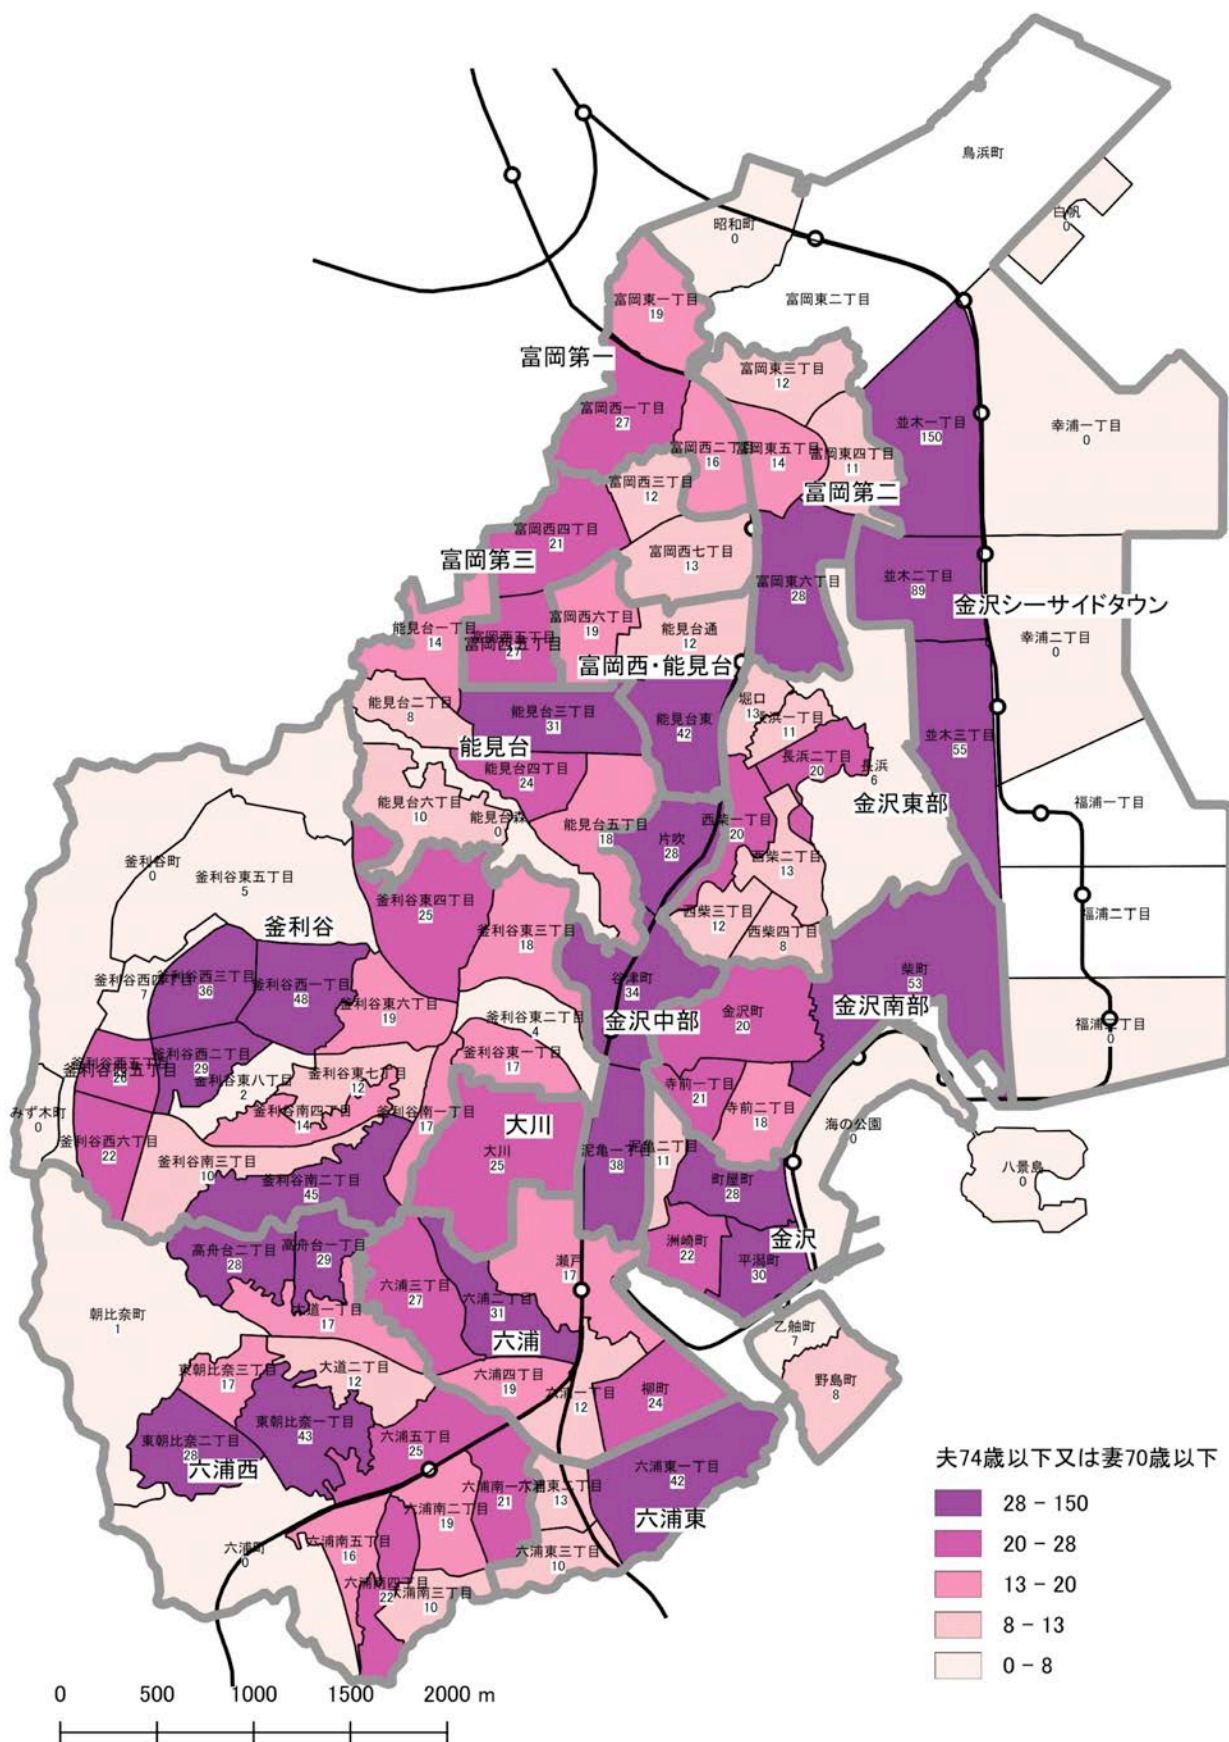 鳥浜町
白帆
0
昭和町
0
富岡東二丁目
富岡東一丁目
19
富岡第一
富岡東三丁目
12
富岡西一丁目
27
並木一丁目
150
幸浦一丁目
0
富岡西二丁目
16
富岡東五丁目
14
富岡東四丁目
11
富岡西三丁目
12
富岡第二
富岡西四丁目
21
富岡第三
富岡西七丁目
13
富岡東六丁目
28
並木二丁目
89
金沢シーサイドタウン
能見台一丁目
14
富岡西五丁目
27
富岡西六丁目
19
能見台通
12
幸浦二丁目
0
富岡西・能見台
能見台二丁目
8
能見台三丁目
31
能見台東
42
堀口
13
長浜一丁目
11
並木三丁目
55
能見台
能見台四丁目
24
長浜二丁目
20
長浜
6
金沢東部
福浦一丁目
能見台六丁目
10
能見台森
0
能見台五丁目
18
片吹
28
西柴一丁目
20
西柴二丁目
13
釜利谷町
0
釜利谷東五丁目
5
釜利谷東四丁目
25
西柴三丁目
12
西柴四丁目
8
福浦二丁目
釜利谷
釜利谷東三丁目
18
釜利谷西四丁目
7
釜利谷西三丁目
36
釜利谷西一丁目
48
谷津町
34
柴町
53
金沢南部
釜利谷東六丁目
19
釜利谷東二丁目
4
金沢中部
金沢町
20
福浦三丁目
0
釜利谷西五丁目
26
釜利谷西二丁目
29
釜利谷東八丁目
2
釜利谷東七丁目
12
釜利谷東一丁目
17
みず木町
0
釜利谷南四丁目
14
釜利谷南一丁目
17
大川
寺前一丁目
21
寺前二丁目
18
海の公園
0
釜利谷西六丁目
22
釜利谷南三丁目
10
釜利谷南二丁目
45
大川
25
泥亀一丁目
38
泥亀二丁目
11
町屋町
28
八景島
0
高舟台二丁目
28
高舟台一丁目
29
洲崎町
22
金沢
平潟町
30
瀬戸
17
六浦三丁目
27
六浦二丁目
31
朝比奈町
1
大道一丁目
17
六浦
乙舳町
7
東朝比奈三丁目
17
大道二丁目
12
六浦四丁目
19
六浦一丁目
12
柳町
24
野島町
8
東朝比奈二丁目
28
東朝比奈一丁目
43
六浦五丁目
25
六浦西
六浦東一丁目
42
六浦南一丁目
21
六浦東二丁目
13
六浦南二丁目
19
六浦東
六浦町
0
六浦南五丁目
16
六浦東三丁目
10
六浦南四丁目
22
六浦南三丁目
10
夫74歳以下又は妻70歳以下
28 – 150
20 – 28
13 – 20
8 – 13
0 – 8
0 500 1000 1500 2000 m